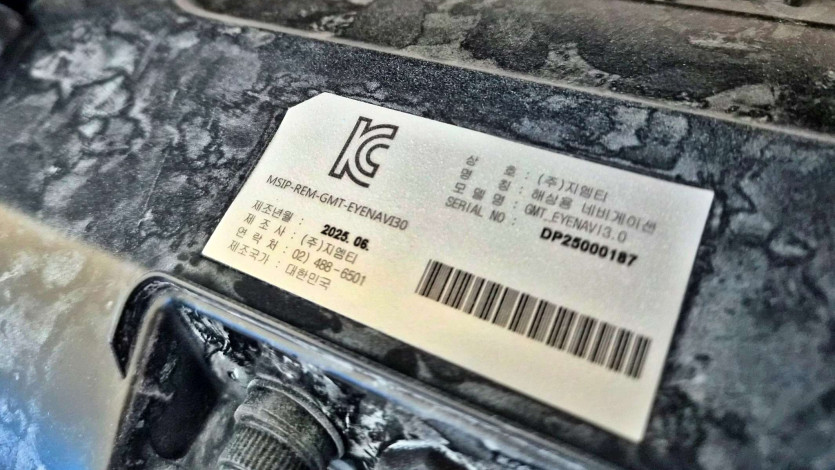 KC
MSIP-REM-GMT-EYENAVI30
제조년월 : 2025. 06.
제 조 사 : (주)지엠티
연 락 처 : 02) 488-6501
제조국가 : 대한민국
상 호 : (주)지엠티
명 칭 : 해상용 네비게이션
모 델 명 : GMT_EYENAVI3.0
SERIAL NO : DP25000187